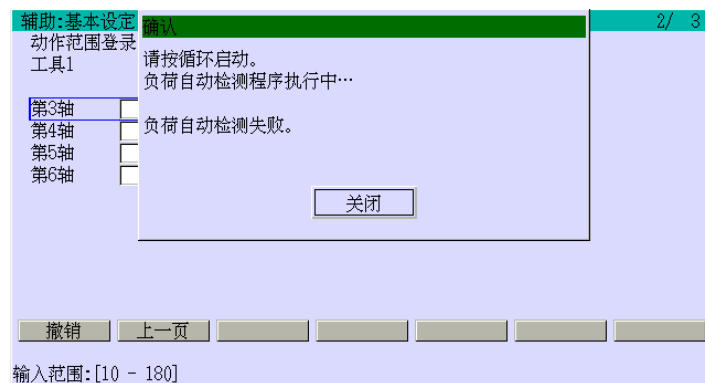 辅助:基本设定
2/ 3
动作范围登录
工具1
确认
请按循环启动。
负荷自动检测程序执行中…
负荷自动检测失败。
第3轴
第4轴
第5轴
第6轴
关闭
撤销
上一页
输入范围:[10 - 180]